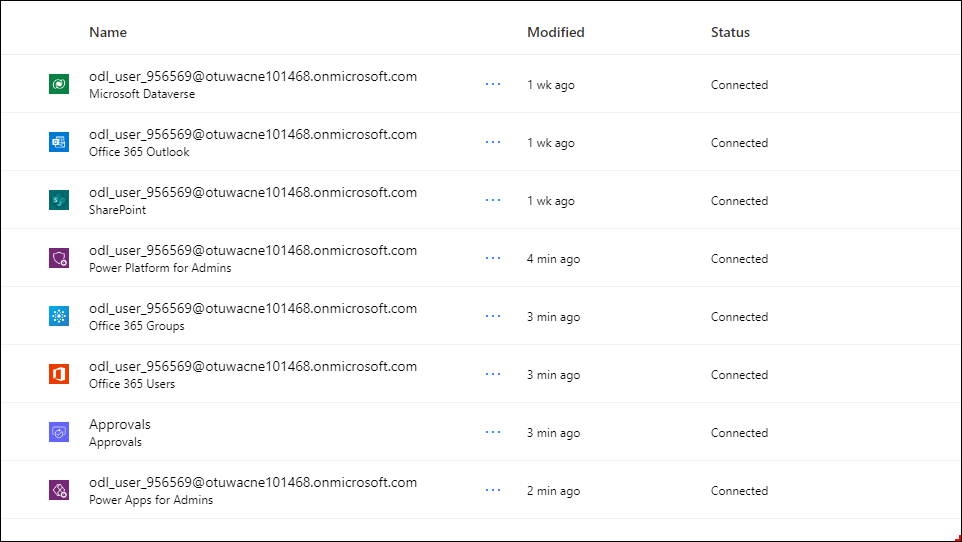 Name Modified Status
odl_user_956569@otuwacne101468.onmicrosoft.com
Microsoft Dataverse
··· 1 wk ago Connected
odl_user_956569@otuwacne101468.onmicrosoft.com
Office 365 Outlook
··· 1 wk ago Connected
odl_user_956569@otuwacne101468.onmicrosoft.com
SharePoint
··· 1 wk ago Connected
odl_user_956569@otuwacne101468.onmicrosoft.com
Power Platform for Admins
··· 4 min ago Connected
odl_user_956569@otuwacne101468.onmicrosoft.com
Office 365 Groups
··· 3 min ago Connected
odl_user_956569@otuwacne101468.onmicrosoft.com
Office 365 Users
··· 3 min ago Connected
Approvals
Approvals
··· 3 min ago Connected
odl_user_956569@otuwacne101468.onmicrosoft.com
Power Apps for Admins
··· 2 min ago Connected